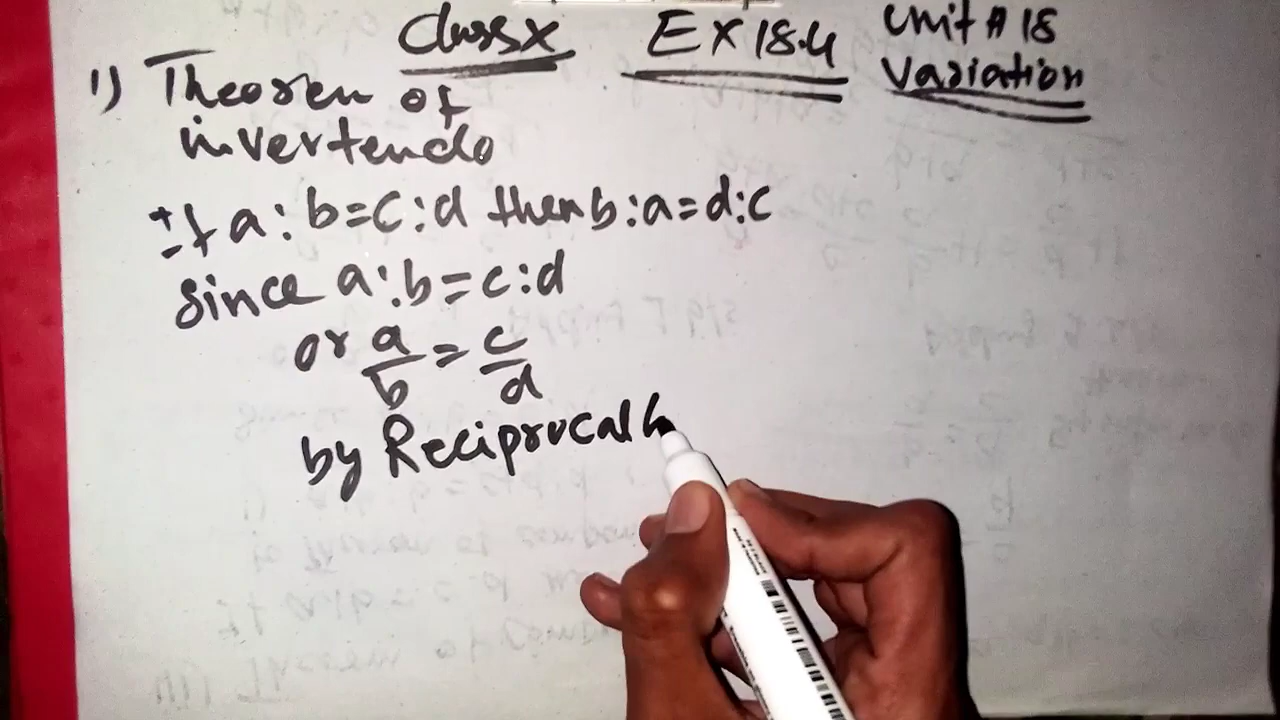 Class X Ex 18.4 Unit # 18
Variation
1) Theorem of
invertendo
If a : b = c : d then b : a = d : c
Since a : b = c : d
or a/b = c/d
by Reciprocal